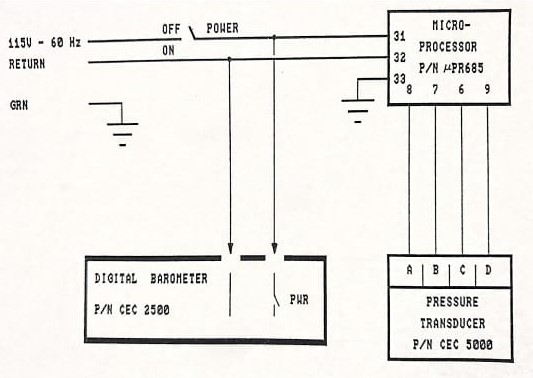 OFF POWER
115V - 60 Hz
ON
RETURN
GRN
31
32
33
MICRO-
PROCESSOR
P/N µPR685
8 7 6 9
DIGITAL BAROMETER
P/N CEC 2500
PWR
A B C D
PRESSURE
TRANSDUCER
P/N CEC 5000